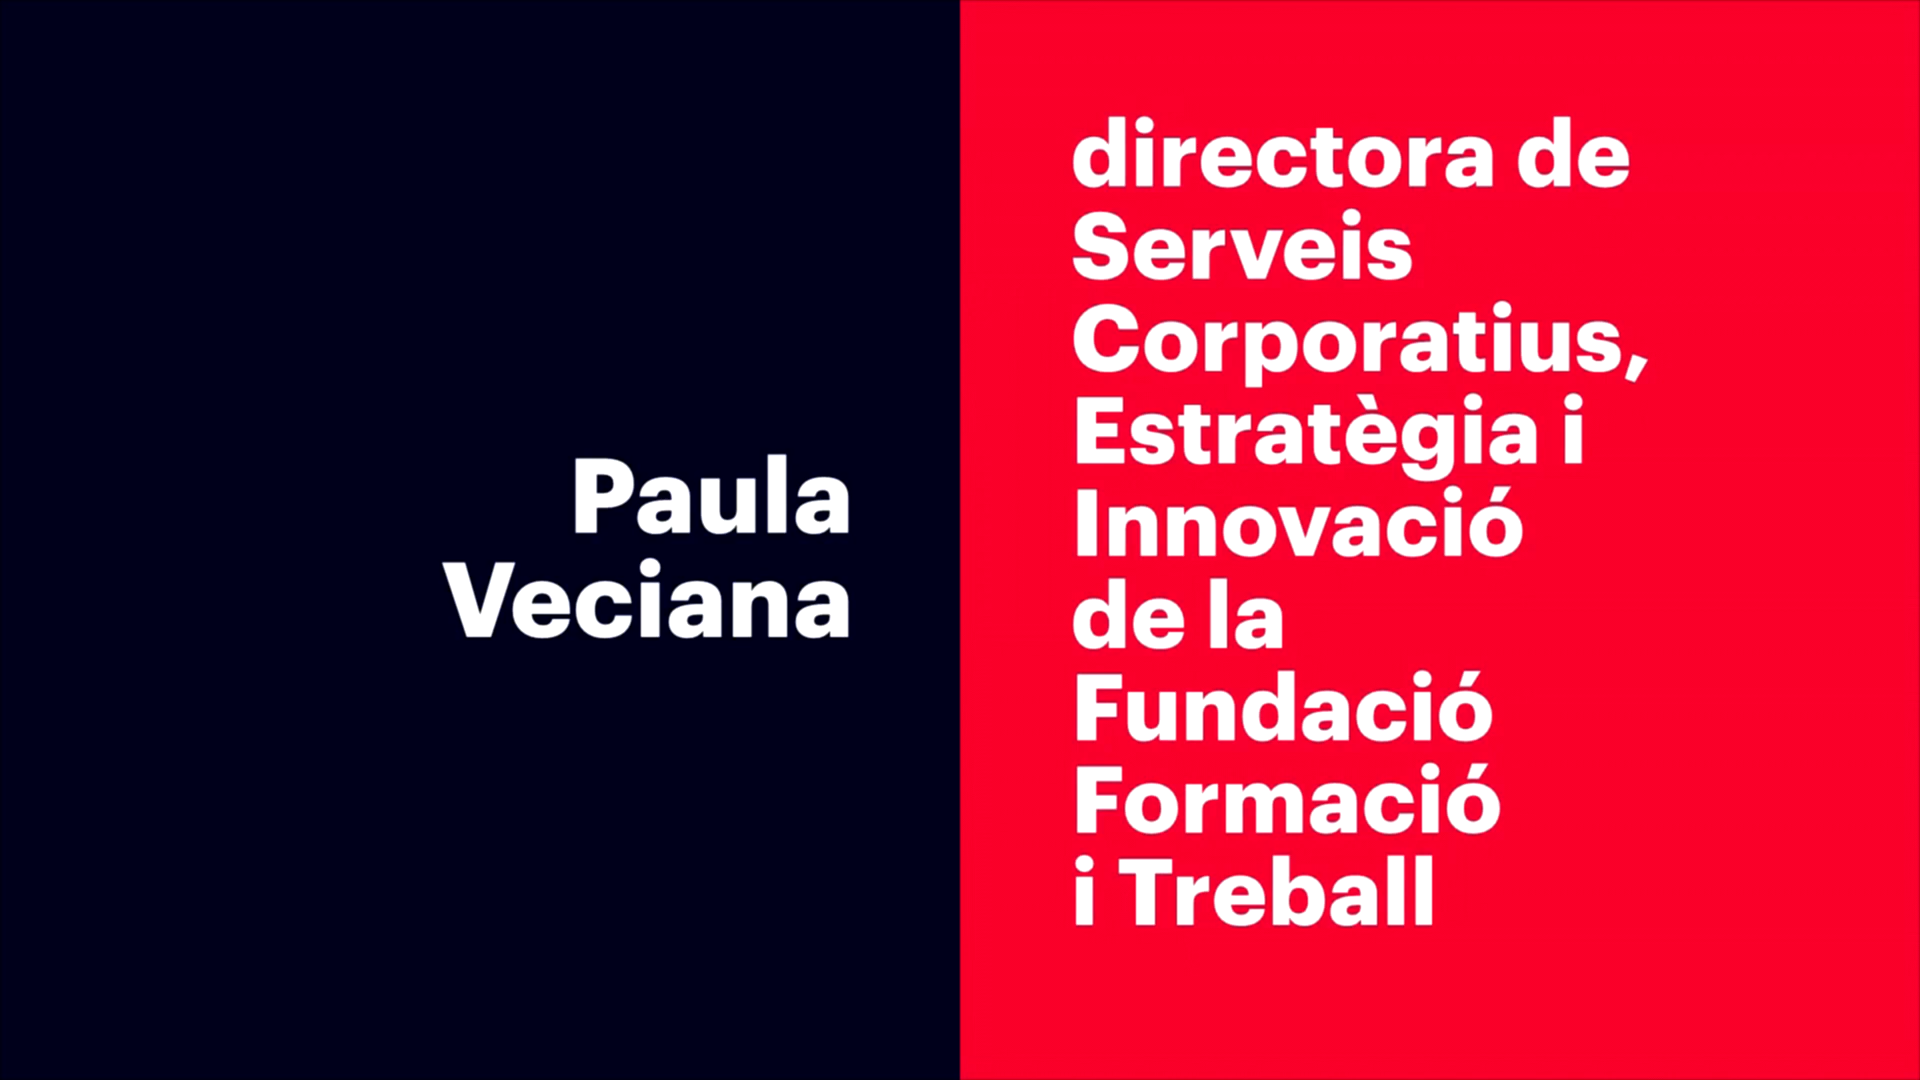 Paula
Veciana
directora de
Serveis
Corporatius,
Estratègia i
Innovació
de la
Fundació
Formació
i Treball